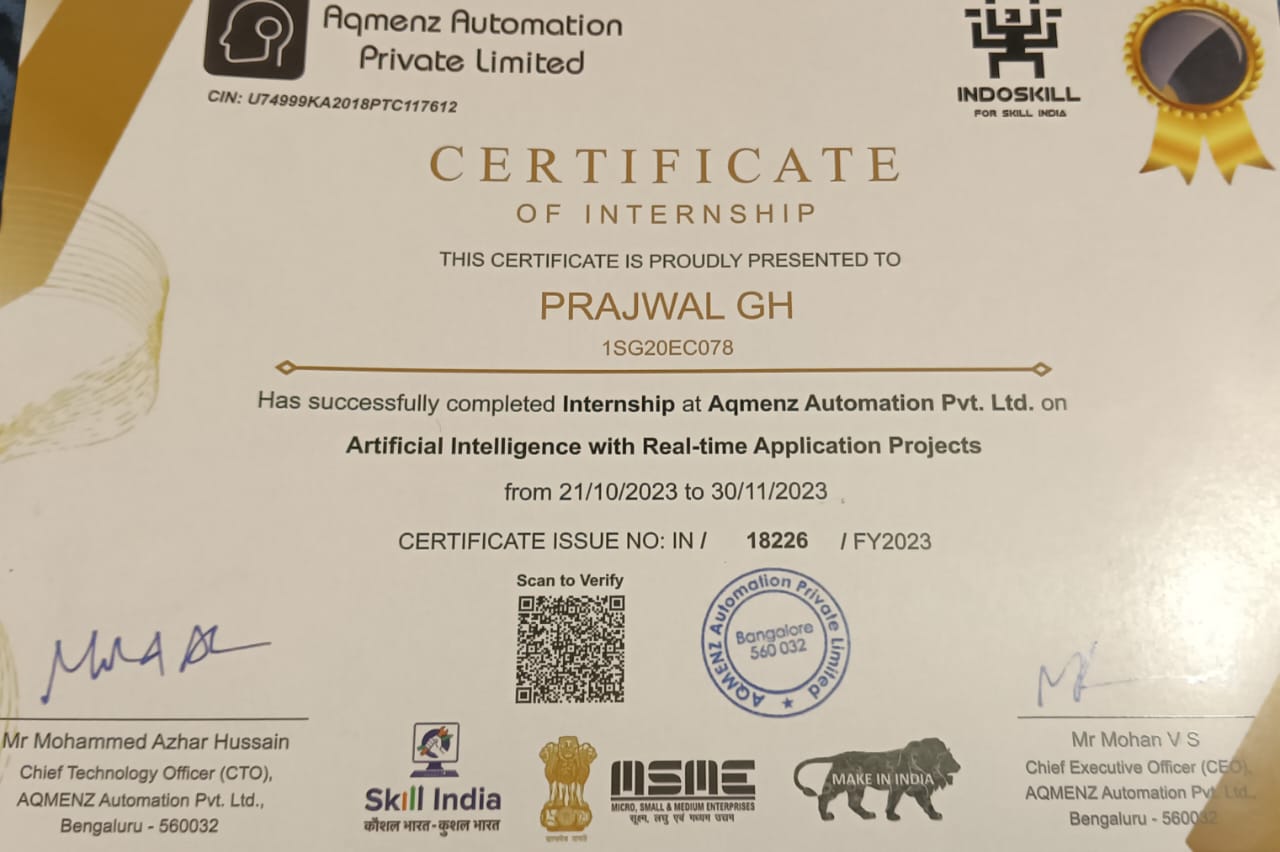 Aqmenz Automation
Private Limited
CIN: U74999KA2018PTC117612
INDOSKILL
FOR SKILL INDIA
CERTIFICATE
OF INTERNSHIP
THIS CERTIFICATE IS PROUDLY PRESENTED TO
PRAJWAL GH
1SG20EC078
Has successfully completed Internship at Aqmenz Automation Pvt. Ltd. on
Artificial Intelligence with Real-time Application Projects
from 21/10/2023 to 30/11/2023
CERTIFICATE ISSUE NO: IN / 18226 / FY2023
Scan to Verify
AQMENZ Automation Private Limited
Bangalore
560 032
Mr Mohammed Azhar Hussain
Chief Technology Officer (CTO),
AQMENZ Automation Pvt. Ltd.,
Bengaluru - 560032
Skill India
कौशल भारत-कुशल भारत
सत्यमेव जयते
MSME
MICRO, SMALL & MEDIUM ENTERPRISES
सूक्ष्म, लघु एवं मध्यम उद्यम
MAKE IN INDIA
Mr Mohan V S
Chief Executive Officer (CEO),
AQMENZ Automation Pvt. Ltd.,
Bengaluru - 560032